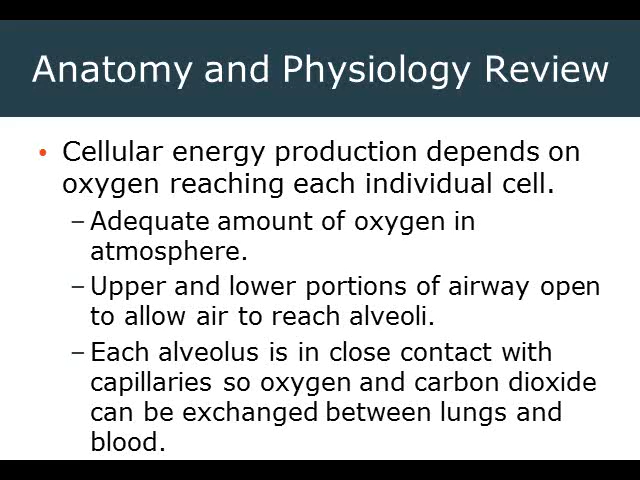 Anatomy and Physiology Review
• Cellular energy production depends on
oxygen reaching each individual cell.
– Adequate amount of oxygen in
atmosphere.
– Upper and lower portions of airway open
to allow air to reach alveoli.
– Each alveolus is in close contact with
capillaries so oxygen and carbon dioxide
can be exchanged between lungs and
blood.